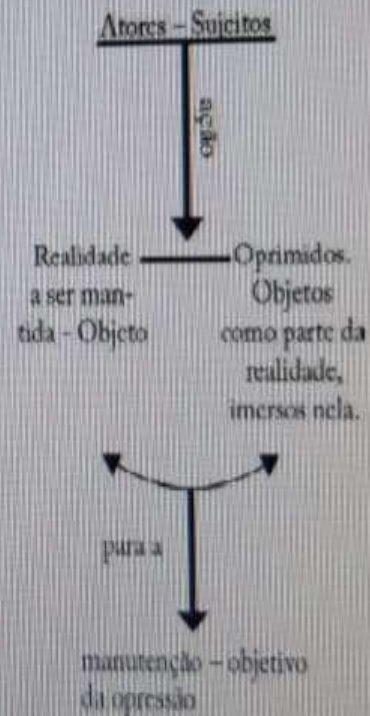 Atores – Sujeitos
ação
Realidade
a ser man-
tida – Objeto
Oprimidos.
Objetos
como parte da
realidade,
imersos nela.
para a
manutenção – objetivo
da opressão